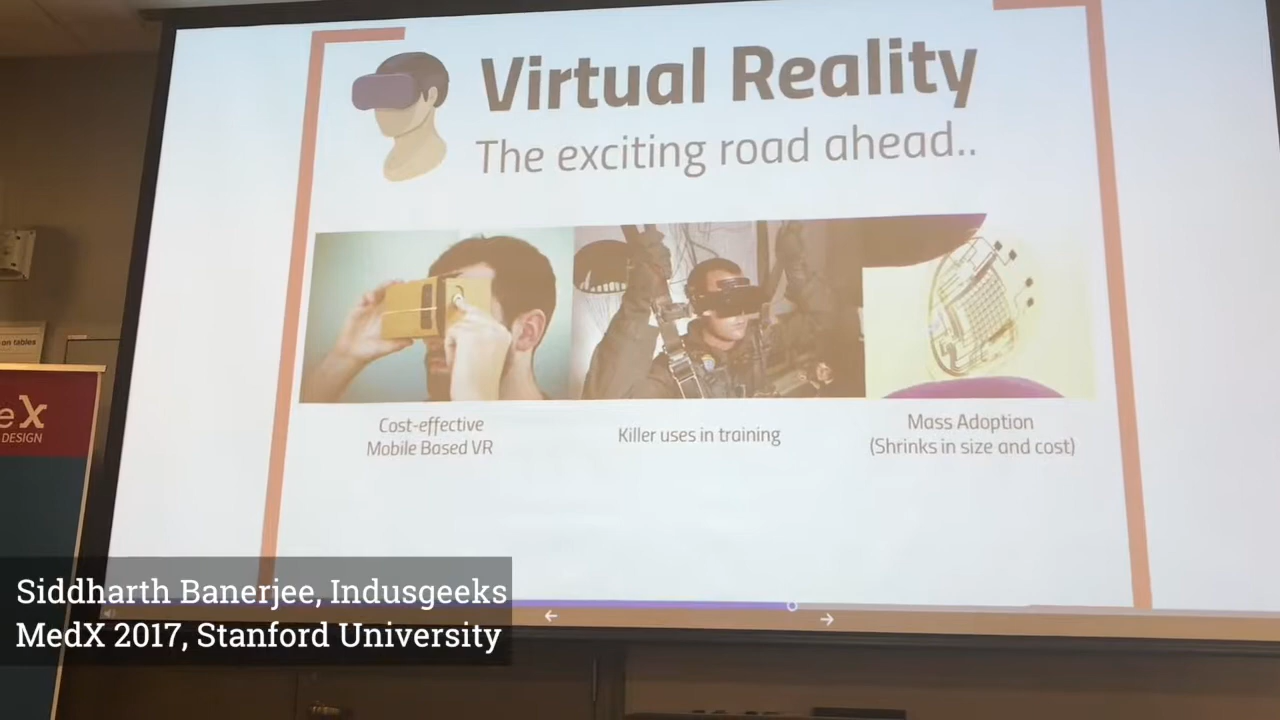 Virtual Reality
The exciting road ahead..
Cost-effective
Mobile Based VR
Killer uses in training
Mass Adoption
(Shrinks in size and cost)
on tables
eX
DESIGN
Siddharth Banerjee, Indusgeeks
MedX 2017, Stanford University